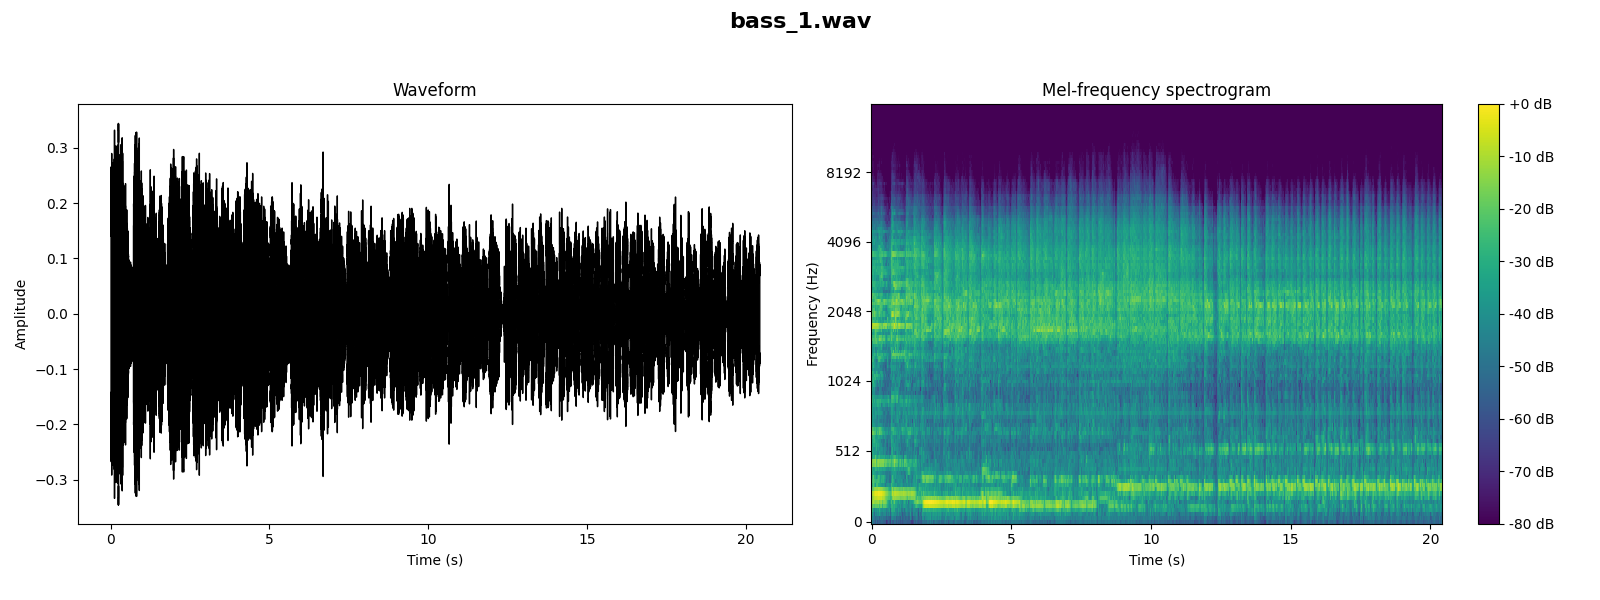 bass_1.wav
Waveform
Mel-frequency spectrogram
Amplitude
0.3
0.2
0.1
0.0
−0.1
−0.2
−0.3
0
5
10
15
20
Time (s)
Frequency (Hz)
8192
4096
2048
1024
512
0
0
5
10
15
20
Time (s)
+0 dB
-10 dB
-20 dB
-30 dB
-40 dB
-50 dB
-60 dB
-70 dB
-80 dB